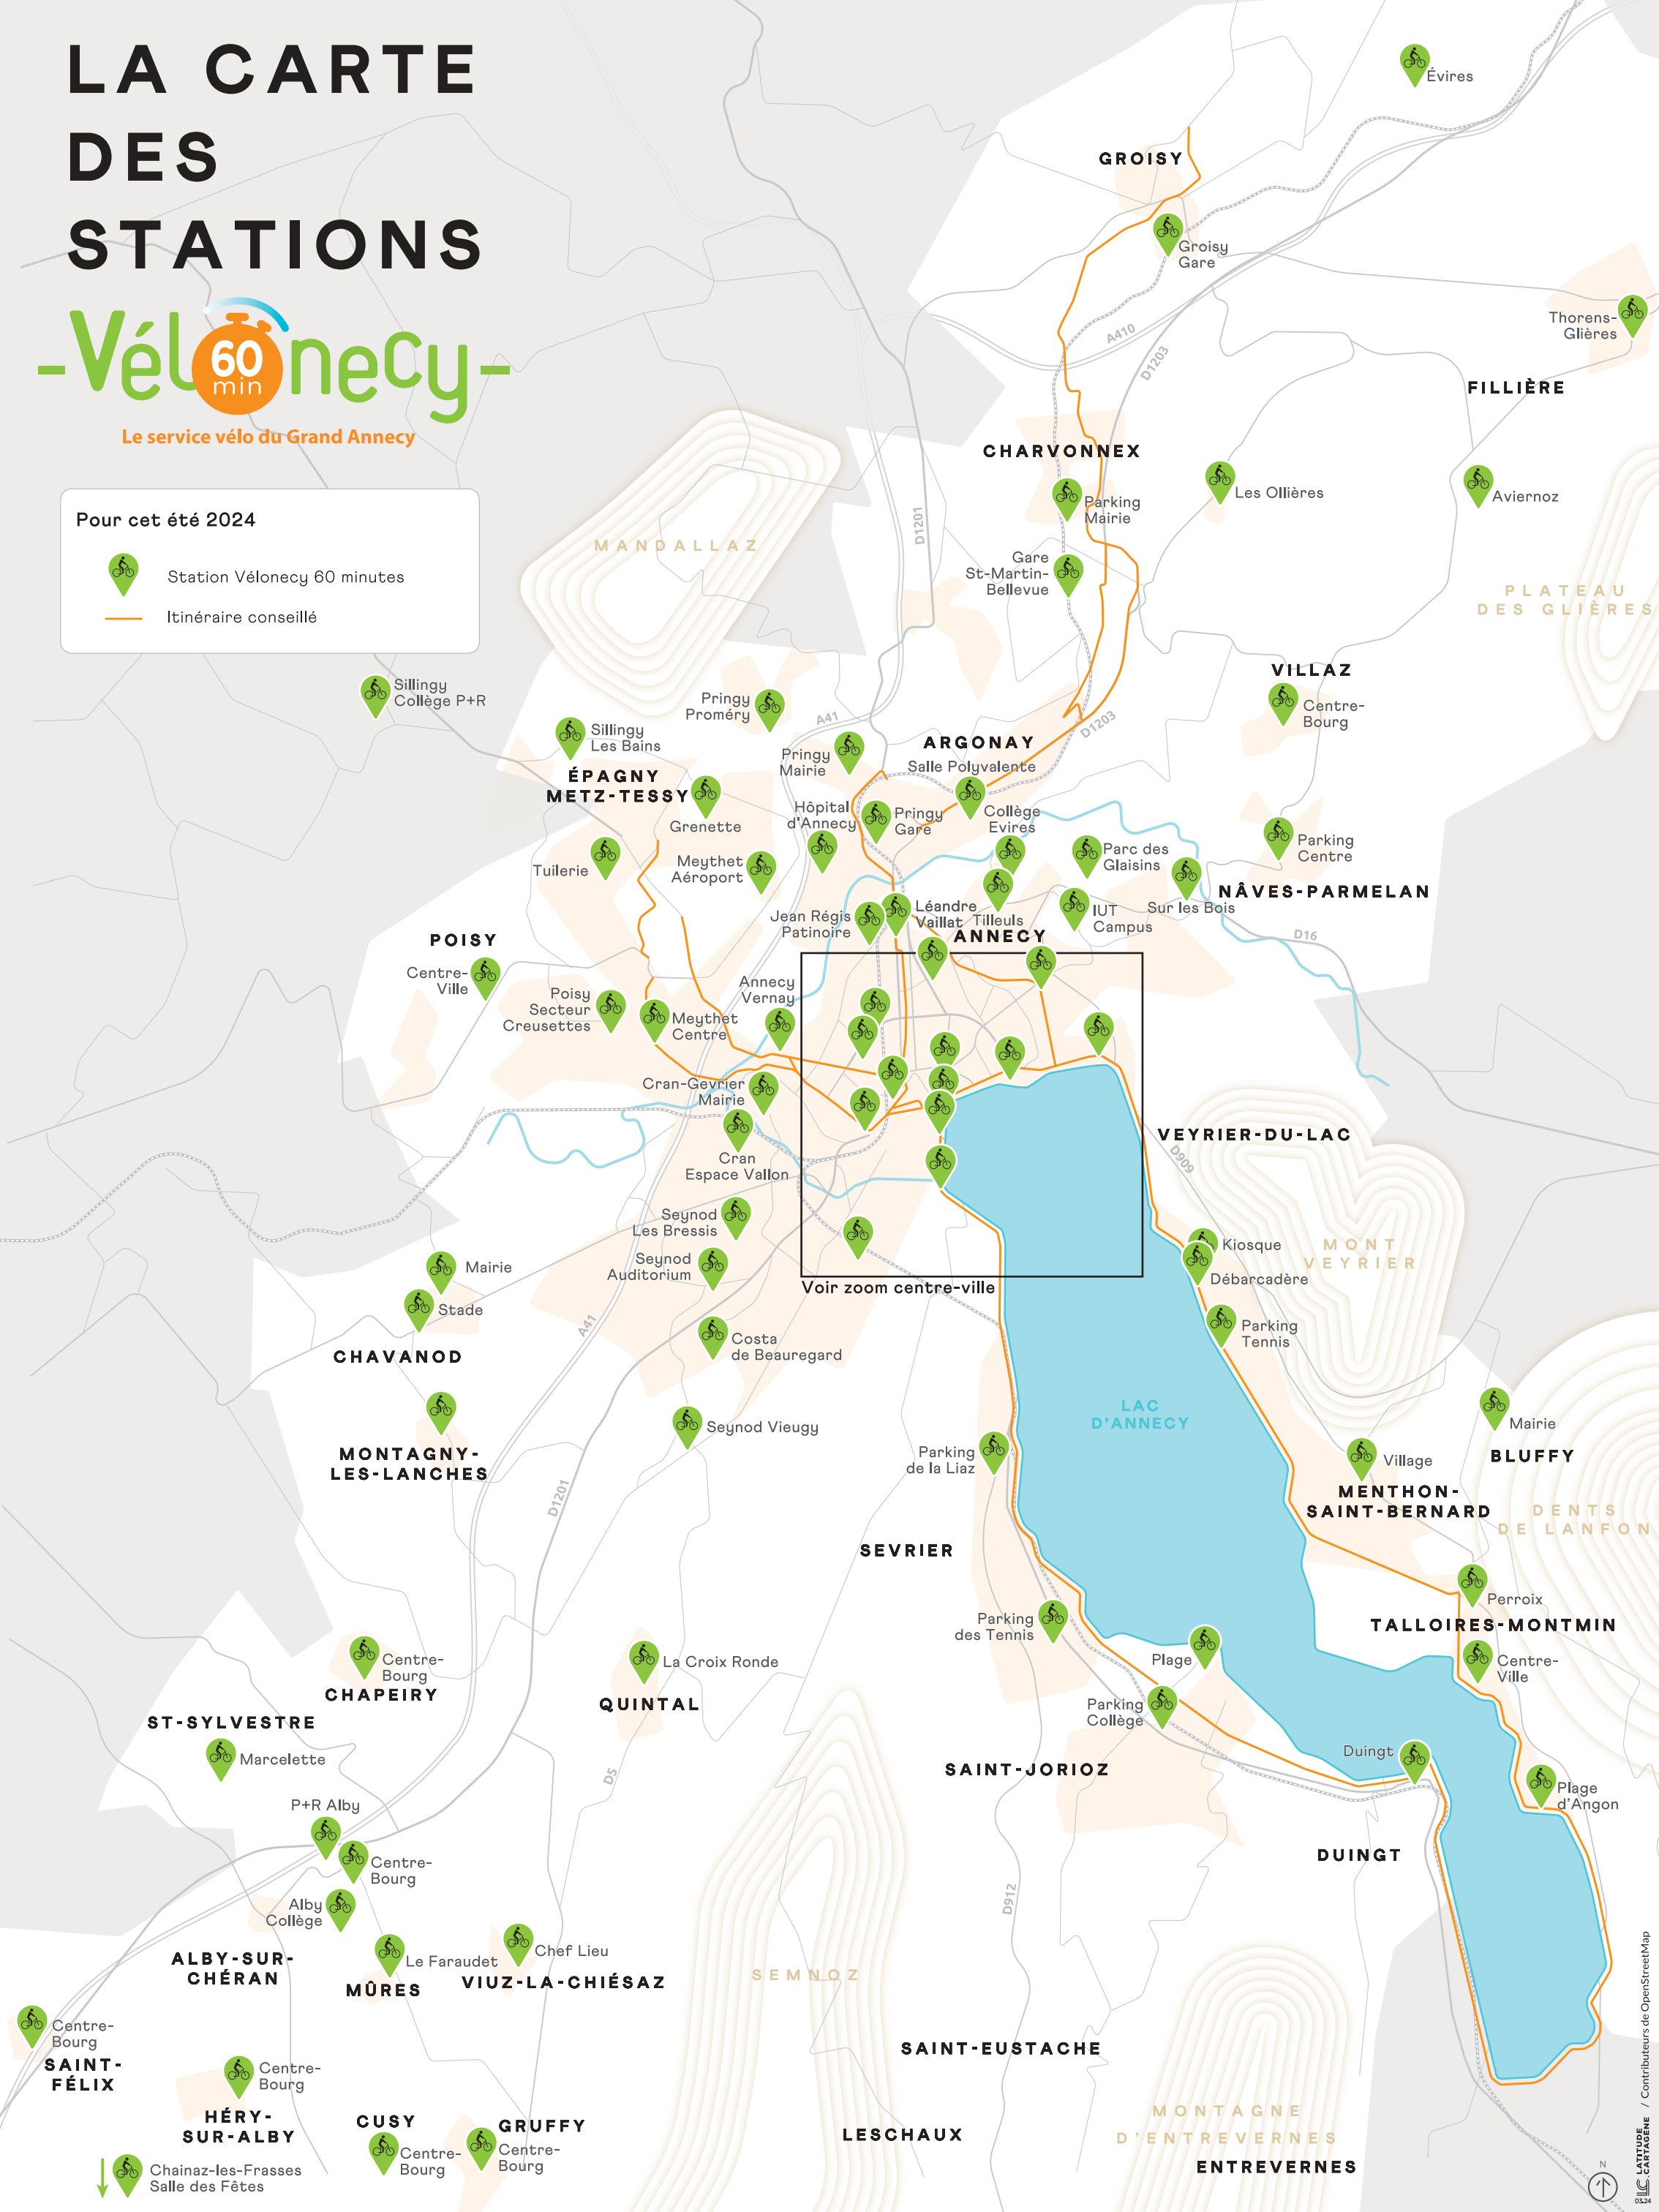 LA CARTE
DES
STATIONS
-Vélonecy-
60
min
Le service vélo du Grand Annecy
Pour cet été 2024
Station Vélonecy 60 minutes
Itinéraire conseillé
Évires
GROISY
Groisy
Gare
Thorens-
Glières
A410
D1203
FILLIÈRE
CHARVONNEX
Parking
Mairie
Les Ollières
Aviernoz
D1201
MANDALLAZ
Gare
St-Martin-
Bellevue
PLATEAU
DES GLIÈRES
Sillingy
Collège P+R
Pringy
Proméry
VILLAZ
Centre-
Bourg
Sillingy
Les Bains
A41
D1203
Pringy
Mairie
ARGONAY
Salle Polyvalente
ÉPAGNY
METZ-TESSY
Grenette
Hôpital
d'Annecy
Pringy
Gare
Collège
Evires
Parking
Centre
Tuilerie
Meythet
Aéroport
Parc des
Glaisins
NÂVES-PARMELAN
Sur les Bois
Jean Régis
Patinoire
Léandre
Vaillat
Tilleuls
IUT
Campus
ANNECY
D16
POISY
Centre-
Ville
Annecy
Vernay
Poisy
Secteur
Creusettes
Meythet
Centre
Cran-Gevrier
Mairie
Cran
Espace Vallon
VEYRIER-DU-LAC
D909
Seynod
Les Bressis
Seynod
Auditorium
Voir zoom centre-ville
Kiosque
Débarcadère
MONT
VEYRIER
Mairie
Stade
CHAVANOD
A41
Costa
de Beauregard
Parking
Tennis
LAC
D'ANNECY
Mairie
BLUFFY
Seynod Vieugy
MONTAGNY-
LES-LANCHES
Parking
de la Liaz
Village
MENTHON-
SAINT-BERNARD
D1201
DENTS
DE LANFON
SEVRIER
Perroix
TALLOIRES-MONTMIN
Parking
des Tennis
Plage
Centre-
Ville
Centre-
Bourg
CHAPEIRY
La Croix Ronde
QUINTAL
Parking
Collège
ST-SYLVESTRE
Marcelette
SAINT-JORIOZ
Duingt
Plage
d'Angon
D5
P+R Alby
Centre-
Bourg
DUINGT
Alby
Collège
D912
ALBY-SUR-
CHÉRAN
Le Faraudet
MÛRES
Chef Lieu
VIUZ-LA-CHIÉSAZ
SEMNOZ
Centre-
Bourg
SAINT-
FÉLIX
Centre-
Bourg
HÉRY-
SUR-ALBY
SAINT-EUSTACHE
CUSY
Centre-
Bourg
GRUFFY
Centre-
Bourg
LESCHAUX
MONTAGNE
D'ENTREVERNES
ENTREVERNES
Chainaz-les-Frasses
Salle des Fêtes
N
LATITUDE
CARTAGÈNE / Contributeurs de OpenStreetMap
03.24